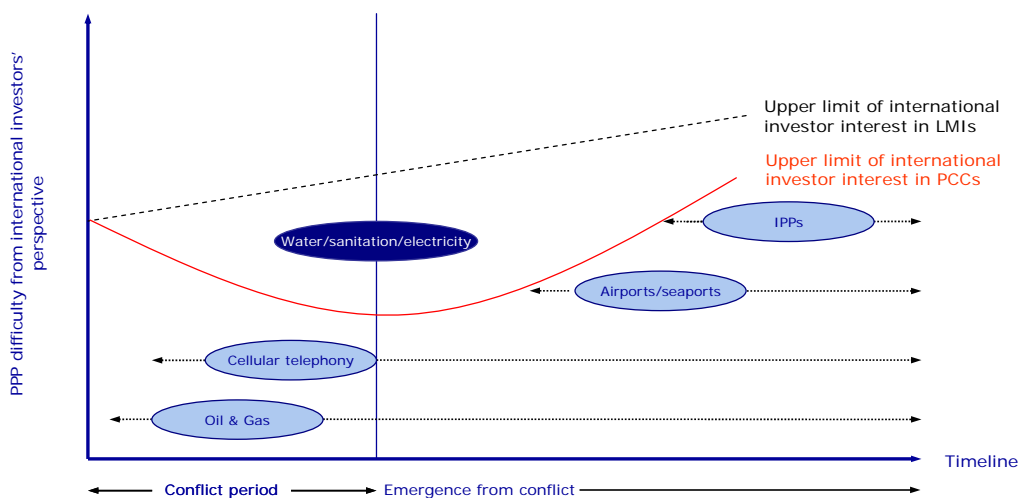 PPP difficulty from international investors'
perspective
Upper limit of international
investor interest in LMIs
Upper limit of international
investor interest in PCCs
IPPs
Water/sanitation/electricity
Airports/seaports
Cellular telephony
Oil & Gas
Timeline
Conflict period
Emergence from conflict